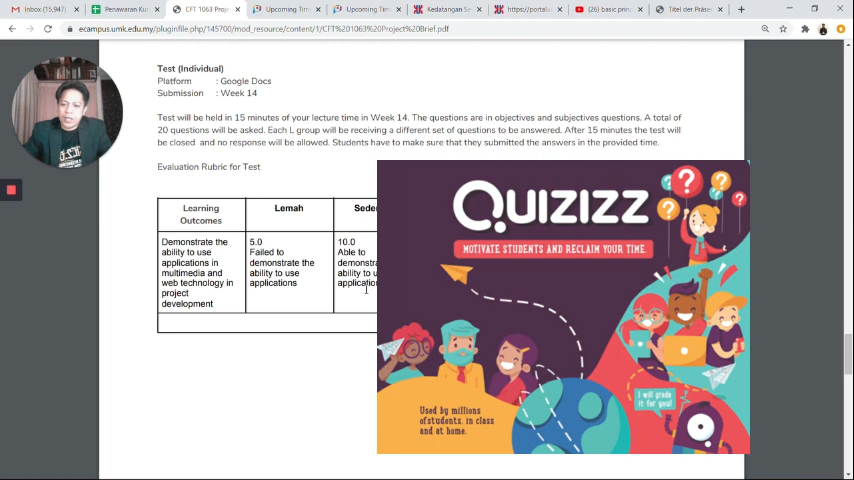 Inbox (15,947)
Penawaran Kur
CFT 1063 Proj
Upcoming Tim
Upcoming Tim
Kedatangan Se
https://portal
(26) basic prin
Titel der Präse
ecampus.umk.edu.my/pluginfile.php/145700/mod_resource/content/1/CFT%201063%20Project%20Brief.pdf
Test (Individual)
Platform : Google Docs
Submission : Week 14
Test will be held in 15 minutes of your lecture time in Week 14. The questions are in objectives and subjectives questions. A total of
20 questions will be asked. Each L group will be receiving a different set of questions to be answered. After 15 minutes the test will
be closed and no response will be allowed. Students have to make sure that they submitted the answers in the provided time.
Evaluation Rubric for Test
Learning
Outcomes
Lemah
Seder
Demonstrate the
ability to use
applications in
multimedia and
web technology in
project
development
5.0
Failed to
demonstrate the
ability to use
applications
10.0
Able to
demonstra
ability to u
application
QUIZIZZ
MOTIVATE STUDENTS AND RECLAIM YOUR TIME.
Used by millions
of students, in class
and at home.
I will grade
it for you!